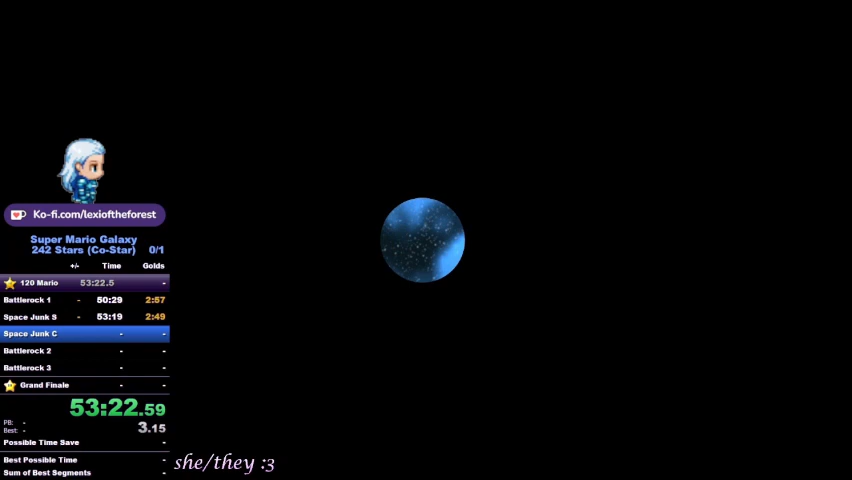 Ko-fi.com/lexioftheforest
Super Mario Galaxy
242 Stars (Co-Star) 0/1
+/- Time Golds
120 Mario 53:22.5 -
Battlerock 1 - 50:29 2:57
Space Junk S - 53:19 2:49
Space Junk C - -
Battlerock 2 - -
Battlerock 3 - -
Grand Finale - -
53:22.59
PB: -
Best: - 3.15
Possible Time Save -
Best Possible Time -
Sum of Best Segments -
she/they :3